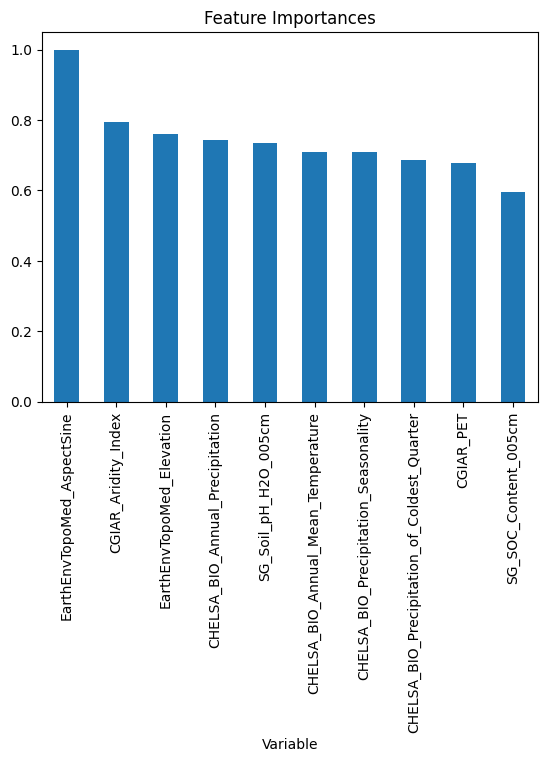 Feature Importances
1.0
0.8
0.6
0.4
0.2
0.0
EarthEnvTopoMed_AspectSine
CGIAR_Aridity_Index
EarthEnvTopoMed_Elevation
CHELSA_BIO_Annual_Precipitation
SG_Soil_pH_H2O_005cm
CHELSA_BIO_Annual_Mean_Temperature
CHELSA_BIO_Precipitation_Seasonality
CHELSA_BIO_Precipitation_of_Coldest_Quarter
CGIAR_PET
SG_SOC_Content_005cm
Variable